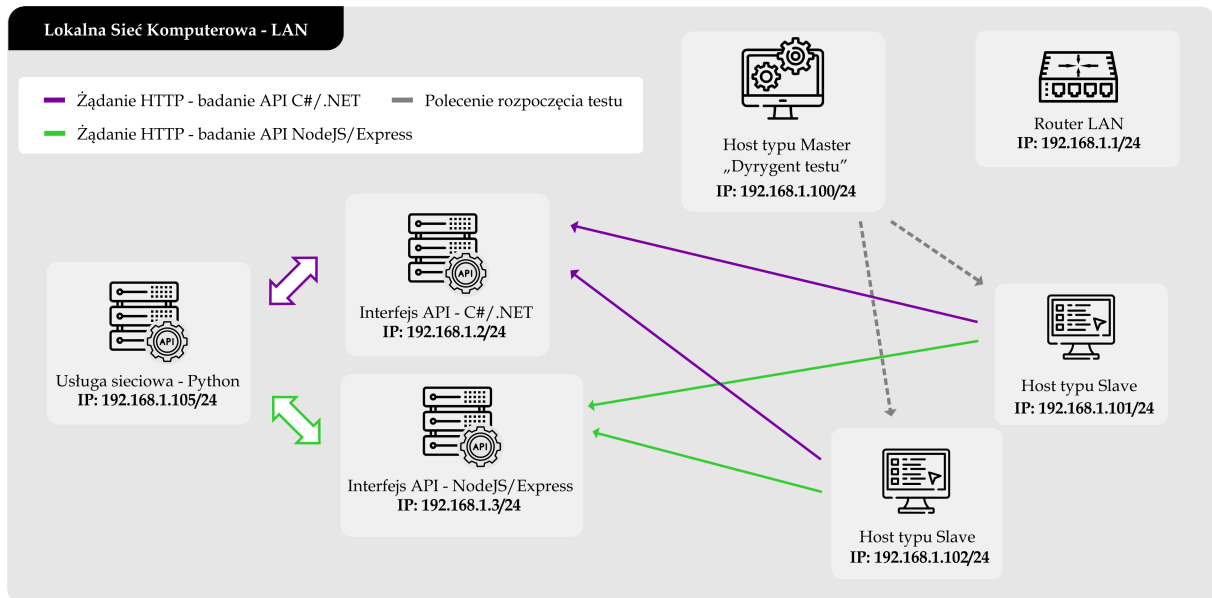 Lokalna Sieć Komputerowa - LAN
Żądanie HTTP - badanie API C#/.NET
Polecenie rozpoczęcia testu
Żądanie HTTP - badanie API NodeJS/Express
Host typu Master
„Dyrygent testu”
IP: 192.168.1.100/24
Router LAN
IP: 192.168.1.1/24
API
Interfejs API - C#/.NET
IP: 192.168.1.2/24
API
Usługa sieciowa - Python
IP: 192.168.1.105/24
Host typu Slave
IP: 192.168.1.101/24
API
Interfejs API - NodeJS/Express
IP: 192.168.1.3/24
Host typu Slave
IP: 192.168.1.102/24